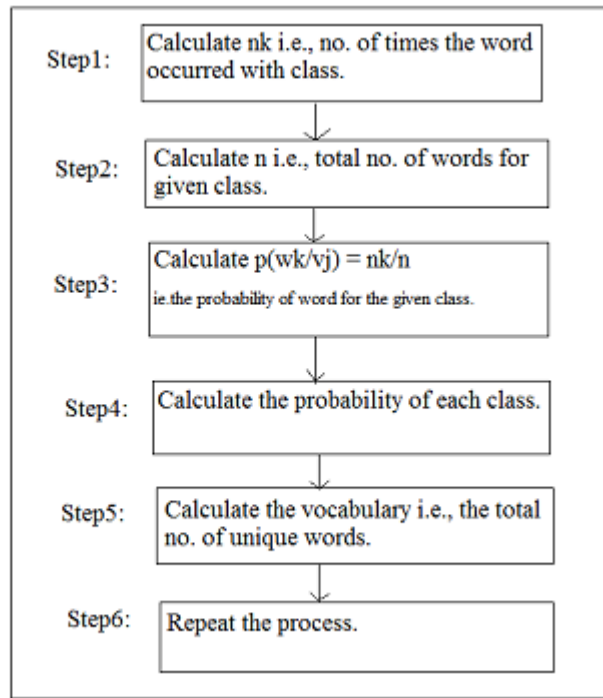 Step1:
Calculate nk i.e., no. of times the word
occurred with class.
Step2:
Calculate n i.e., total no. of words for
given class.
Step3:
Calculate p(wk/vj) = nk/n
ie.the probability of word for the given class.
Step4:
Calculate the probability of each class.
Step5:
Calculate the vocabulary i.e., the total
no. of unique words.
Step6:
Repeat the process.